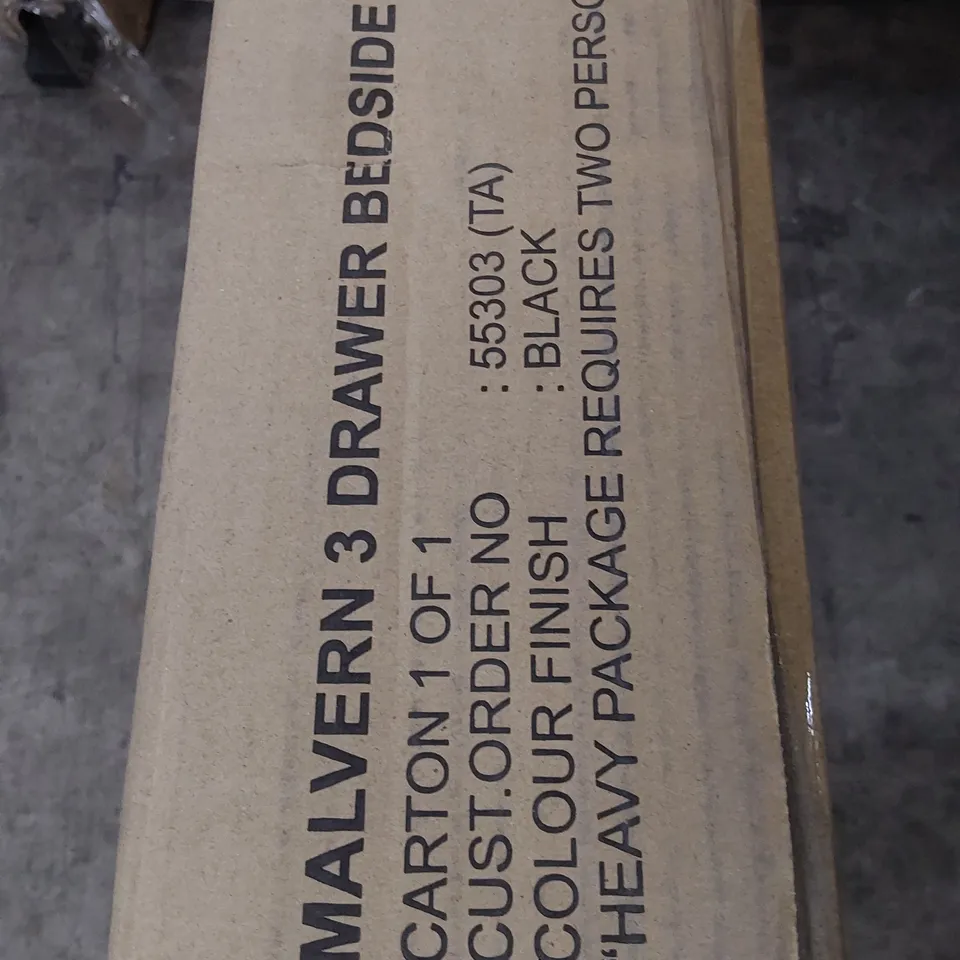 MALVERN 3 DRAWER BEDSIDE
CARTON 1 OF 1
CUST.ORDER NO : 55303 (TA)
COLOUR FINISH : BLACK
“HEAVY PACKAGE REQUIRES TWO PERSO